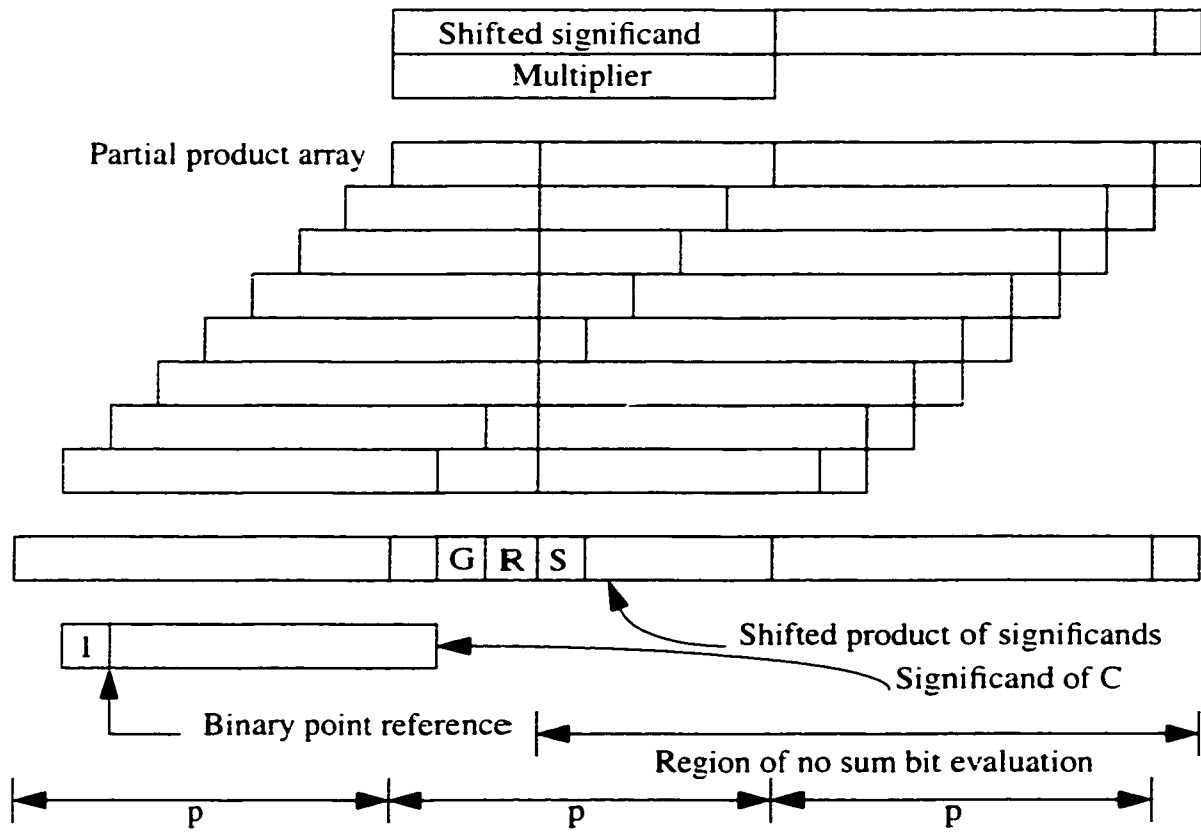 Shifted significand
Multiplier
Partial product array
G R S
1
Shifted product of significands
Significand of C
Binary point reference
Region of no sum bit evaluation
p p p